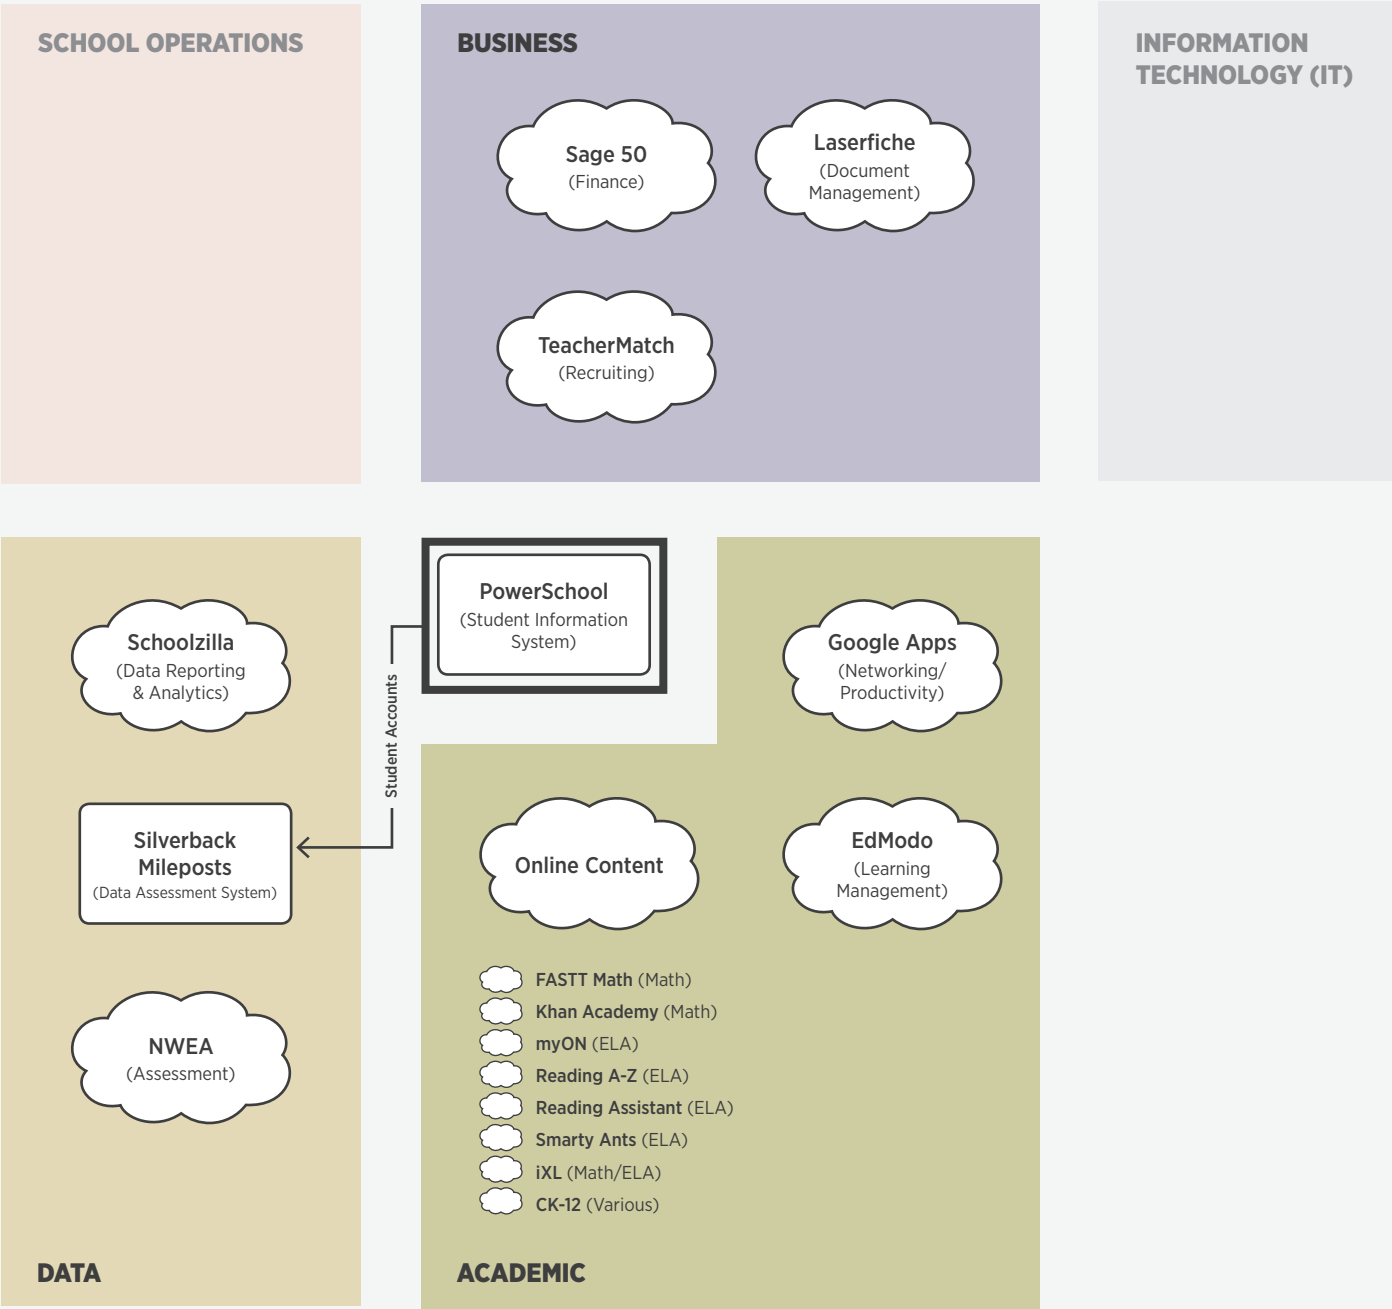 SCHOOL OPERATIONS
BUSINESS
INFORMATION
TECHNOLOGY (IT)
Sage 50
(Finance)
Laserfiche
(Document
Management)
TeacherMatch
(Recruiting)
PowerSchool
(Student Information
System)
Student Accounts
Schoolzilla
(Data Reporting
& Analytics)
Silverback
Mileposts
(Data Assessment System)
NWEA
(Assessment)
DATA
Google Apps
(Networking/
Productivity)
Online Content
EdModo
(Learning
Management)
FASTT Math (Math)
Khan Academy (Math)
myON (ELA)
Reading A-Z (ELA)
Reading Assistant (ELA)
Smarty Ants (ELA)
iXL (Math/ELA)
CK-12 (Various)
ACADEMIC